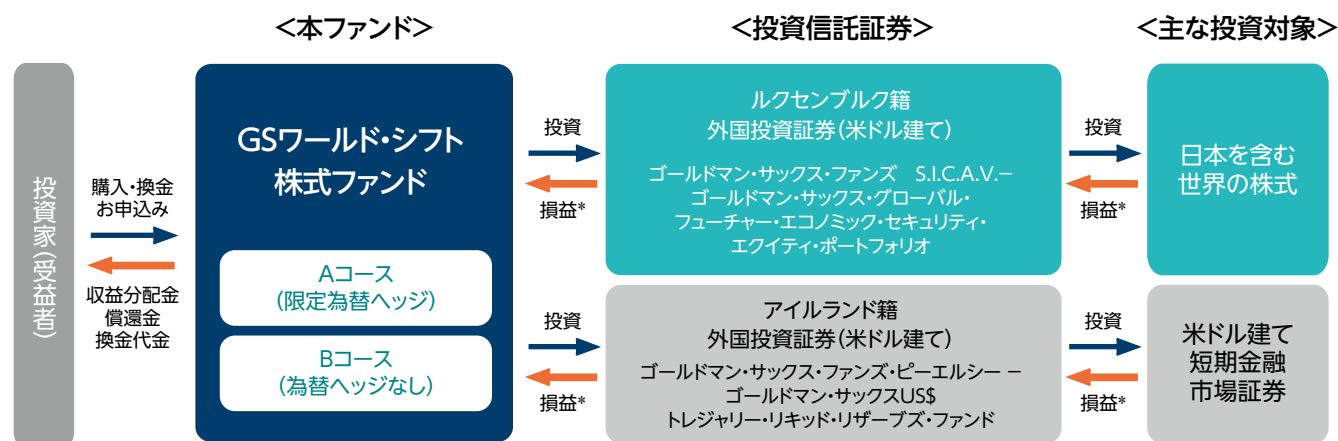 ＜本ファンド＞
＜投資信託証券＞
＜主な投資対象＞
投資家（受益者）
購入・換金
お申込み
収益分配金
償還金
換金代金
GSワールド・シフト
株式ファンド
Aコース
（限定為替ヘッジ）
Bコース
（為替ヘッジなし）
投資
損益*
ルクセンブルク籍
外国投資証券（米ドル建て）
ゴールドマン・サックス・ファンズ　S.I.C.A.V.－
ゴールドマン・サックス・グローバル・
フューチャー・エコノミック・セキュリティ・
エクイティ・ポートフォリオ
投資
損益*
日本を含む
世界の株式
投資
損益*
アイルランド籍
外国投資証券（米ドル建て）
ゴールドマン・サックス・ファンズ・ピーエルシー －
ゴールドマン・サックスUS$
トレジャリー・リキッド・リザーブズ・ファンド
投資
損益*
米ドル建て
短期金融
市場証券